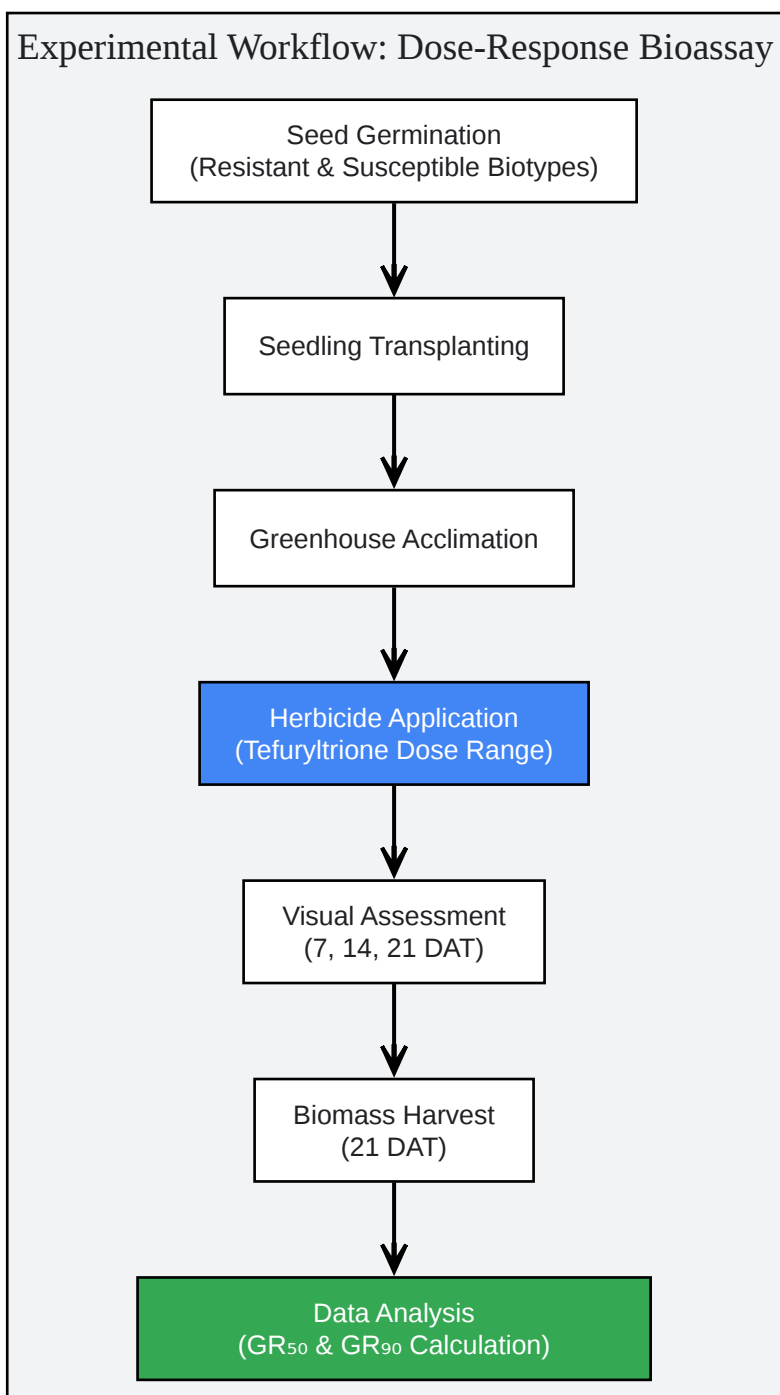 Experimental Workflow: Dose-Response Bioassay
Seed Germination
(Resistant & Susceptible Biotypes)
Seedling Transplanting
Greenhouse Acclimation
Herbicide Application
(Tefuryltrione Dose Range)
Visual Assessment
(7, 14, 21 DAT)
Biomass Harvest
(21 DAT)
Data Analysis
(GR₅₀ & GR₉₀ Calculation)